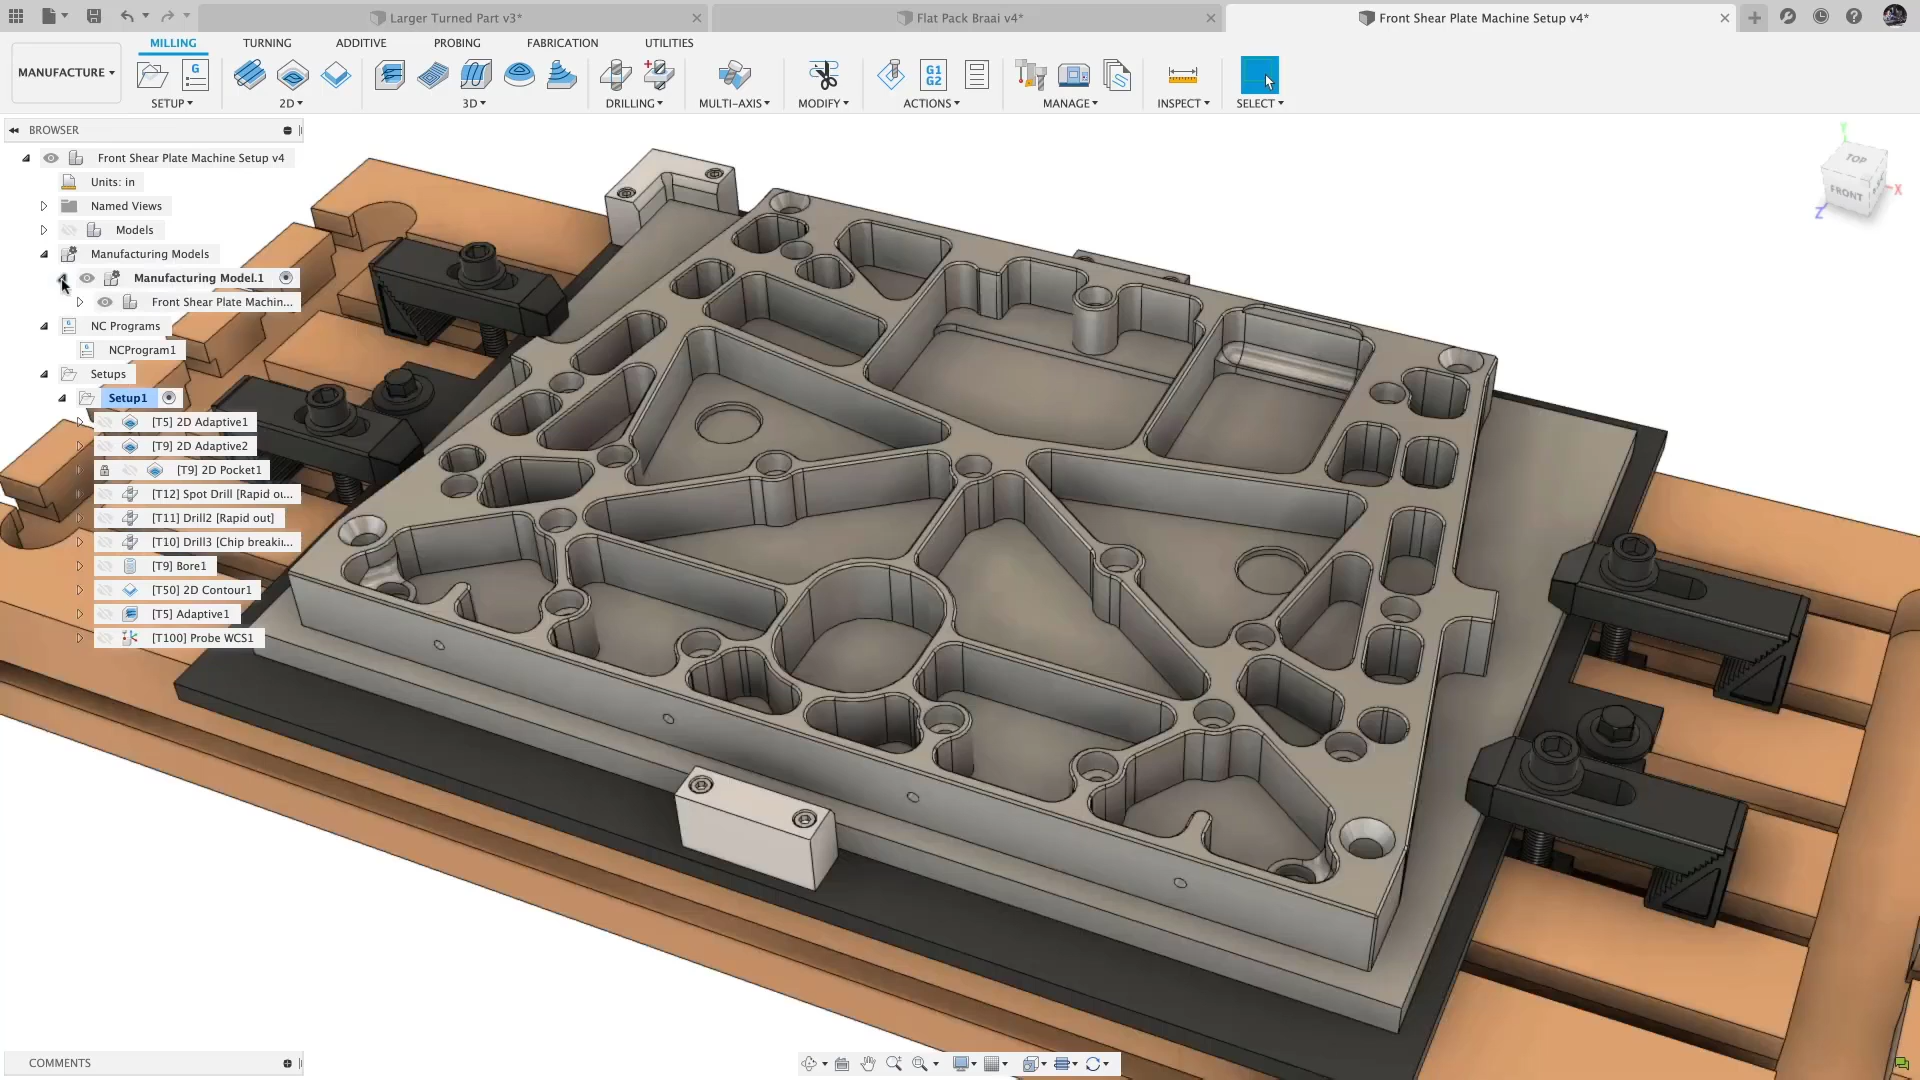 Larger Turned Part v3*
Flat Pack Braai v4*
Front Shear Plate Machine Setup v4*
MILLING
TURNING
ADDITIVE
PROBING
FABRICATION
UTILITIES
MANUFACTURE
G
G1
G2
SETUP
2D
3D
DRILLING
MULTI-AXIS
MODIFY
ACTIONS
MANAGE
INSPECT
SELECT
BROWSER
Front Shear Plate Machine Setup v4
Units: in
Named Views
Models
Manufacturing Models
Manufacturing Model.1
Front Shear Plate Machin...
NC Programs
NCProgram1
Setups
Setup1
[T5] 2D Adaptive1
[T9] 2D Adaptive2
[T9] 2D Pocket1
[T12] Spot Drill [Rapid ou...
[T11] Drill2 [Rapid out]
[T10] Drill3 [Chip breakin...
[T9] Bore1
[T50] 2D Contour1
[T5] Adaptive1
[T100] Probe WCS1
Y
TOP
FRONT
X
Z
COMMENTS